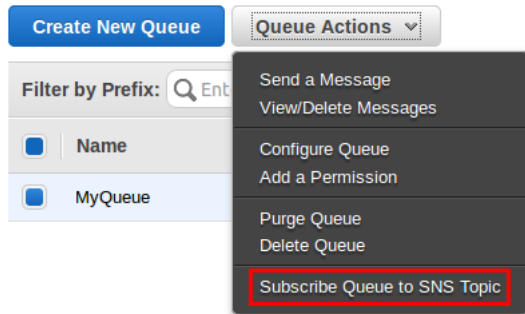 Create New Queue
Queue Actions
Filter by Prefix:
Send a Message
View/Delete Messages
Name
Configure Queue
Add a Permission
MyQueue
Purge Queue
Delete Queue
Subscribe Queue to SNS Topic